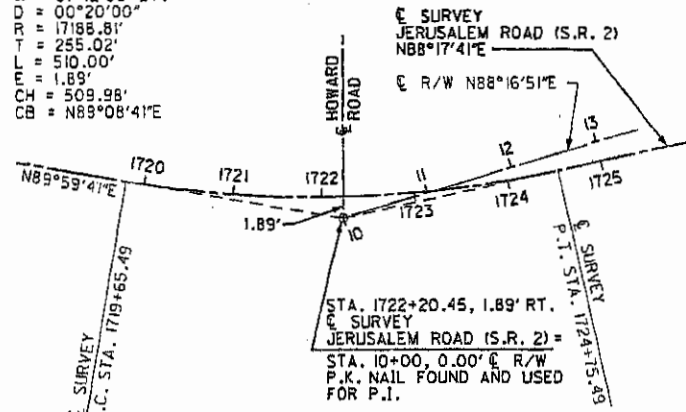 D = 00°20'00"
R = 17188.81'
T = 255.02'
L = 510.00'
E = 1.89'
CH = 509.98'
CB = N89°08'41"E
HOWARD
ROAD
℄
℄ SURVEY
JERUSALEM ROAD (S.R. 2)
N88°17'41"E
℄ R/W N88°16'51"E
N89°59'47"E
1720
1721
1722
11
12
13
1723
1724
1725
1.89'
10
SURVEY
.C. STA. 1719+65.49
STA. 1722+20.45, 1.89' RT.
℄ SURVEY
JERUSALEM ROAD (S.R. 2) =
STA. 10+00, 0.00' ℄ R/W
P.K. NAIL FOUND AND USED
FOR P.I.
℄ SURVEY
P.T. STA. 1724+75.49